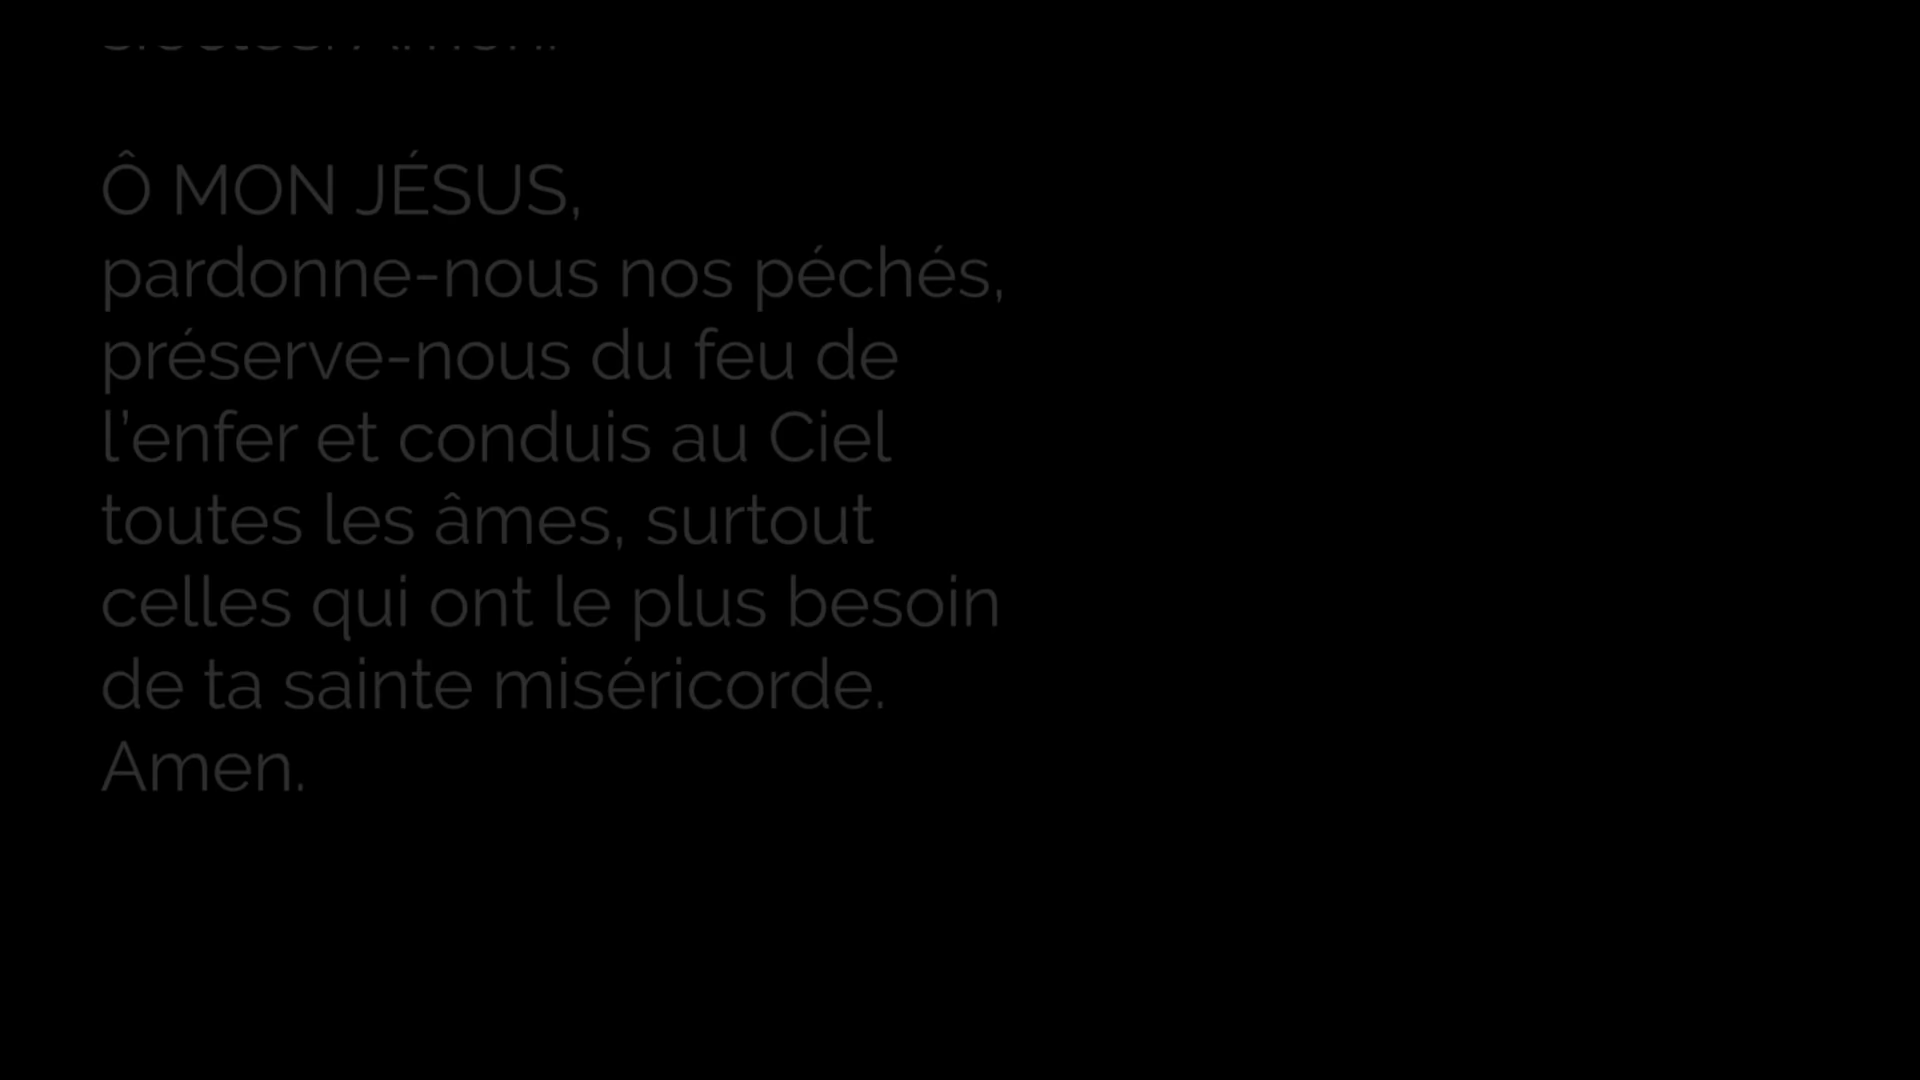 Ô MON JÉSUS,
pardonne-nous nos péchés,
préserve-nous du feu de
l'enfer et conduis au Ciel
toutes les âmes, surtout
celles qui ont le plus besoin
de ta sainte miséricorde.
Amen.